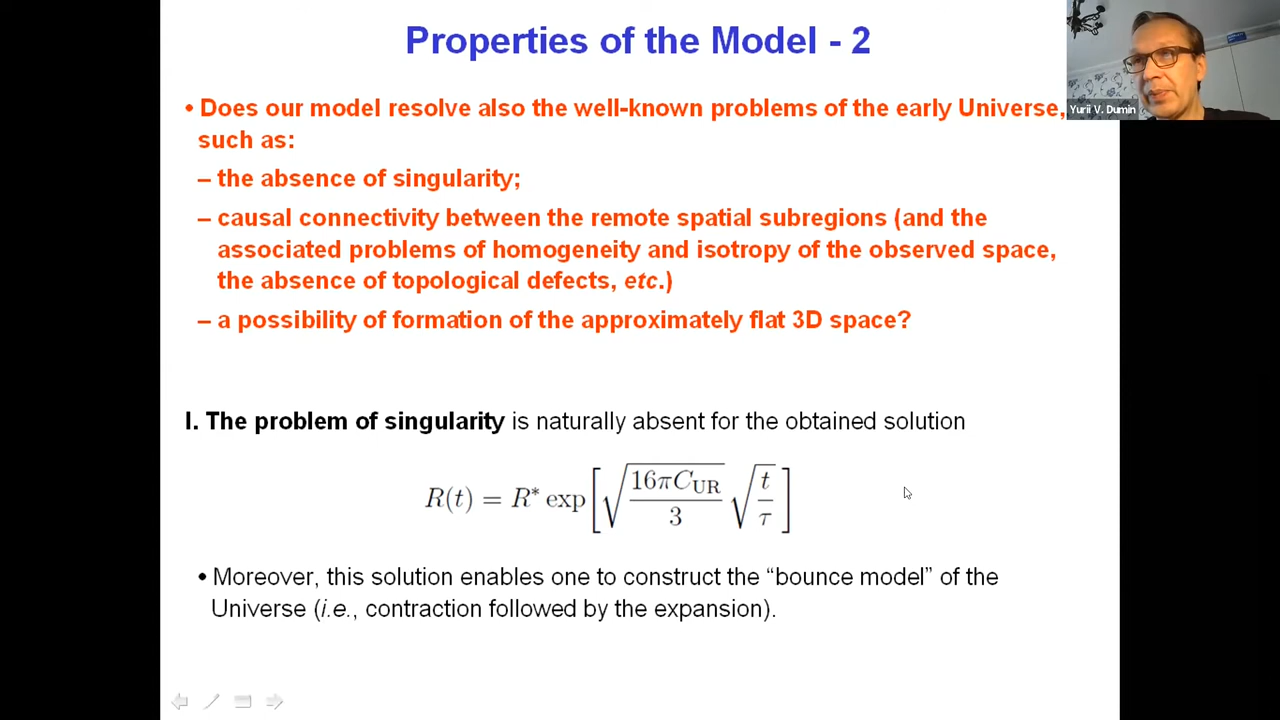 Properties of the Model - 2
Yurii V. Dumin
• Does our model resolve also the well-known problems of the early Universe,
such as:
– the absence of singularity;
– causal connectivity between the remote spatial subregions (and the
associated problems of homogeneity and isotropy of the observed space,
the absence of topological defects, etc.)
– a possibility of formation of the approximately flat 3D space?
I. The problem of singularity is naturally absent for the obtained solution
R(t) = R* exp[√(16πC_UR/3) √(t/τ)]
• Moreover, this solution enables one to construct the “bounce model” of the
Universe (i.e., contraction followed by the expansion).